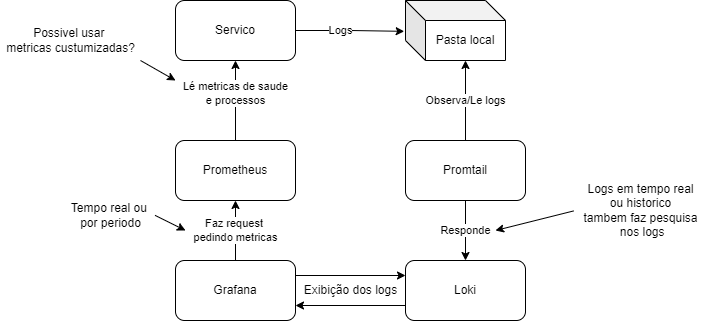 Possivel usar
metricas custumizadas?
Servico
Logs
Pasta local
Lé metricas de saude
e processos
Observa/Le logs
Prometheus
Promtail
Tempo real ou
por periodo
Faz request
pedindo metricas
Responde
Logs em tempo real
ou historico
tambem faz pesquisa
nos logs
Grafana
Exibição dos logs
Loki